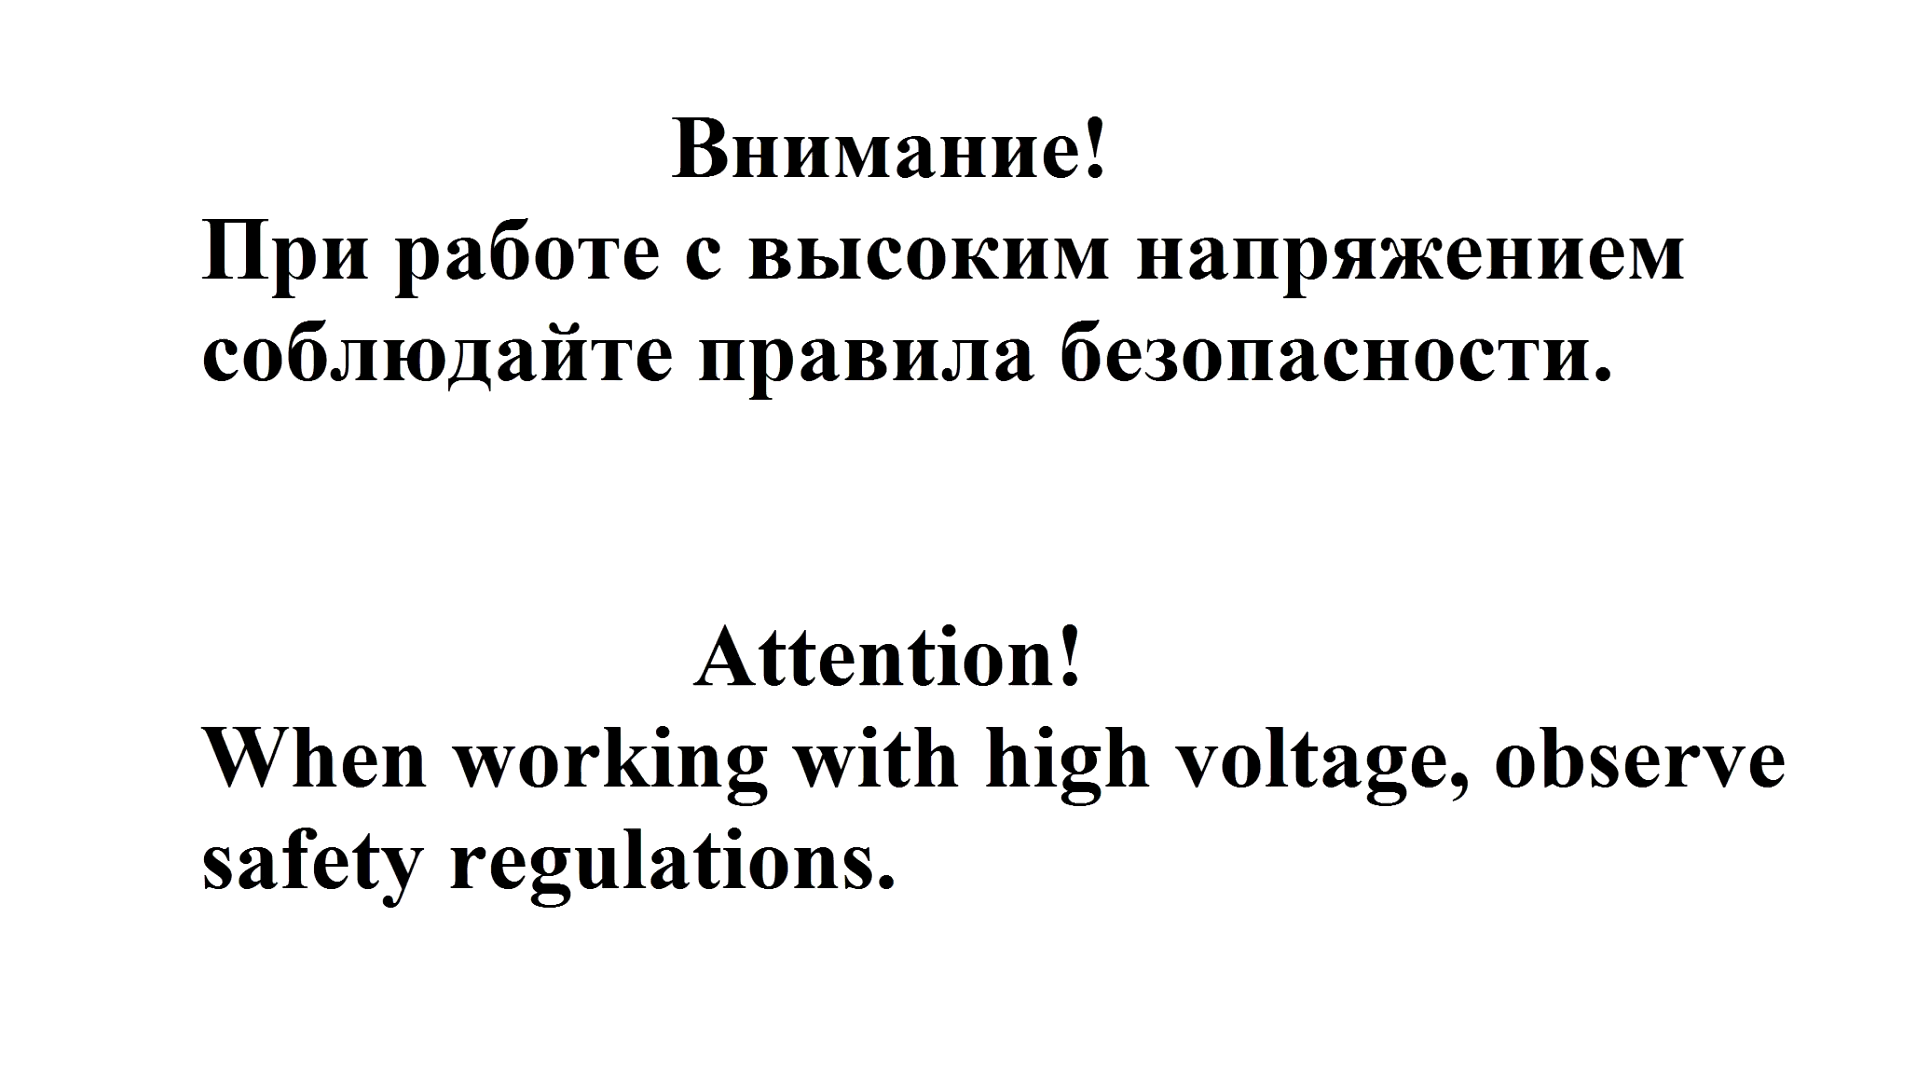 Внимание!
При работе с высоким напряжением
соблюдайте правила безопасности.
Attention!
When working with high voltage, observe
safety regulations.